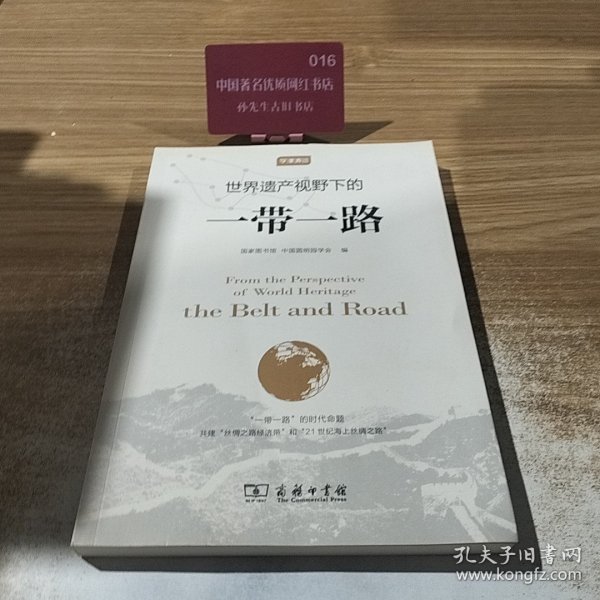 016
中国著名优质网红书店
孙先生古旧书店
世界遗产视野下的
一带一路
国家图书馆 中国圆明园学会 编
From the Perspective
of World Heritage
the Belt and Road
“一带一路”的时代命题
共建“丝绸之路经济带”和“21世纪海上丝绸之路”
商務印書館
The Commercial Press
孔夫子旧书网
www.kongfz.com